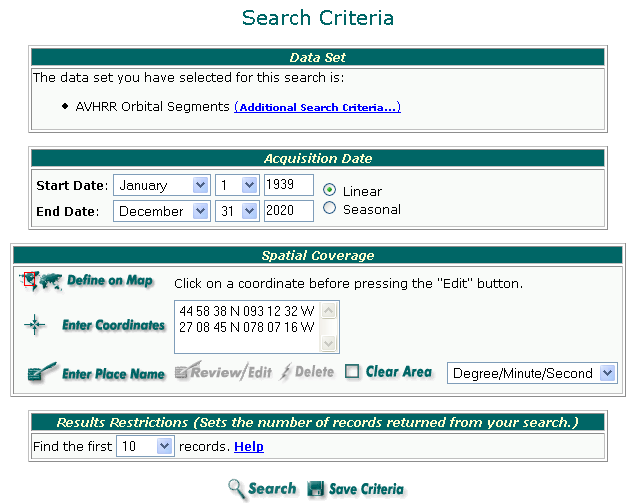 Search Criteria
Data Set
The data set you have selected for this search is:
• AVHRR Orbital Segments (Additional Search Criteria...)
Acquisition Date
Start Date: January 1 1939
Linear
End Date: December 31 2020
Seasonal
Spatial Coverage
Define on Map
Click on a coordinate before pressing the "Edit" button.
Enter Coordinates
44 58 38 N 093 12 32 W
27 08 45 N 078 07 16 W
Enter Place Name Review/Edit Delete Clear Area Degree/Minute/Second
Results Restrictions (Sets the number of records returned from your search.)
Find the first 10 records. Help
Search Save Criteria